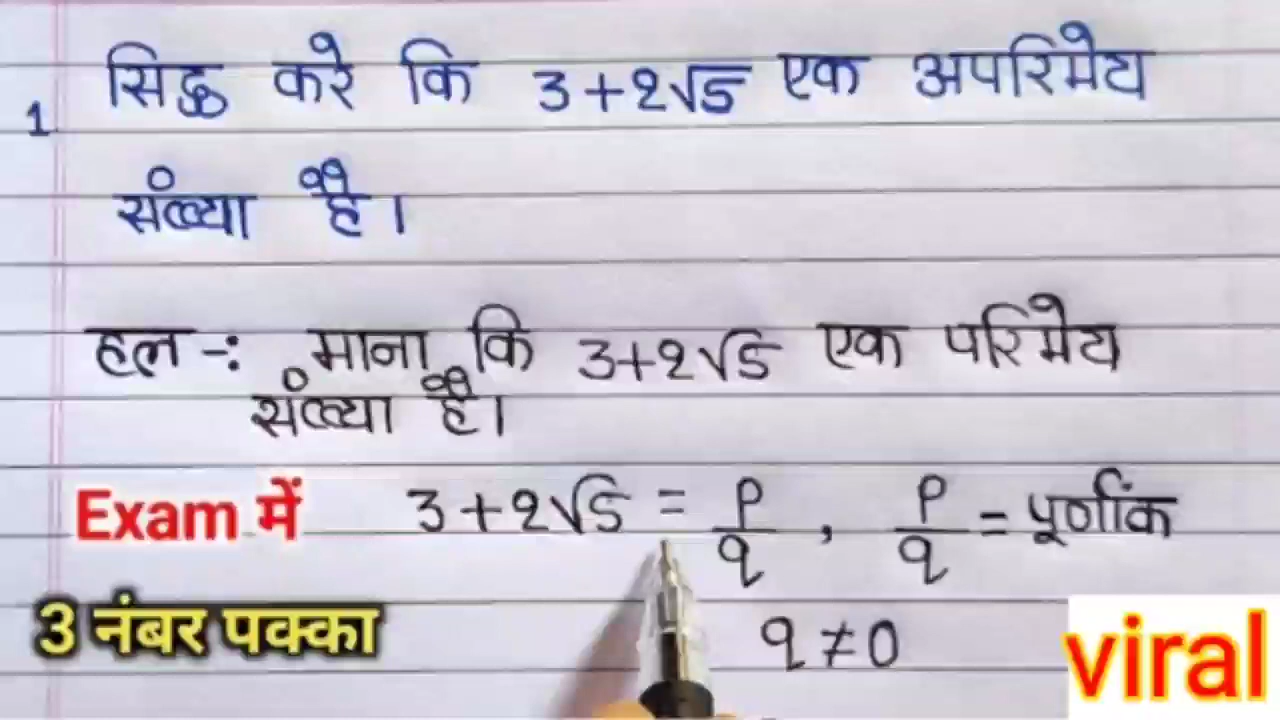 1 सिद्ध करे कि 3+2√5 एक अपरिमेय
संख्या है।
हल -: माना कि 3+2√5 एक परिमेय
संख्या है।
Exam में 3+2√5 = p/q , p/q = पूर्णांक
3 नंबर पक्का q ≠ 0
viral